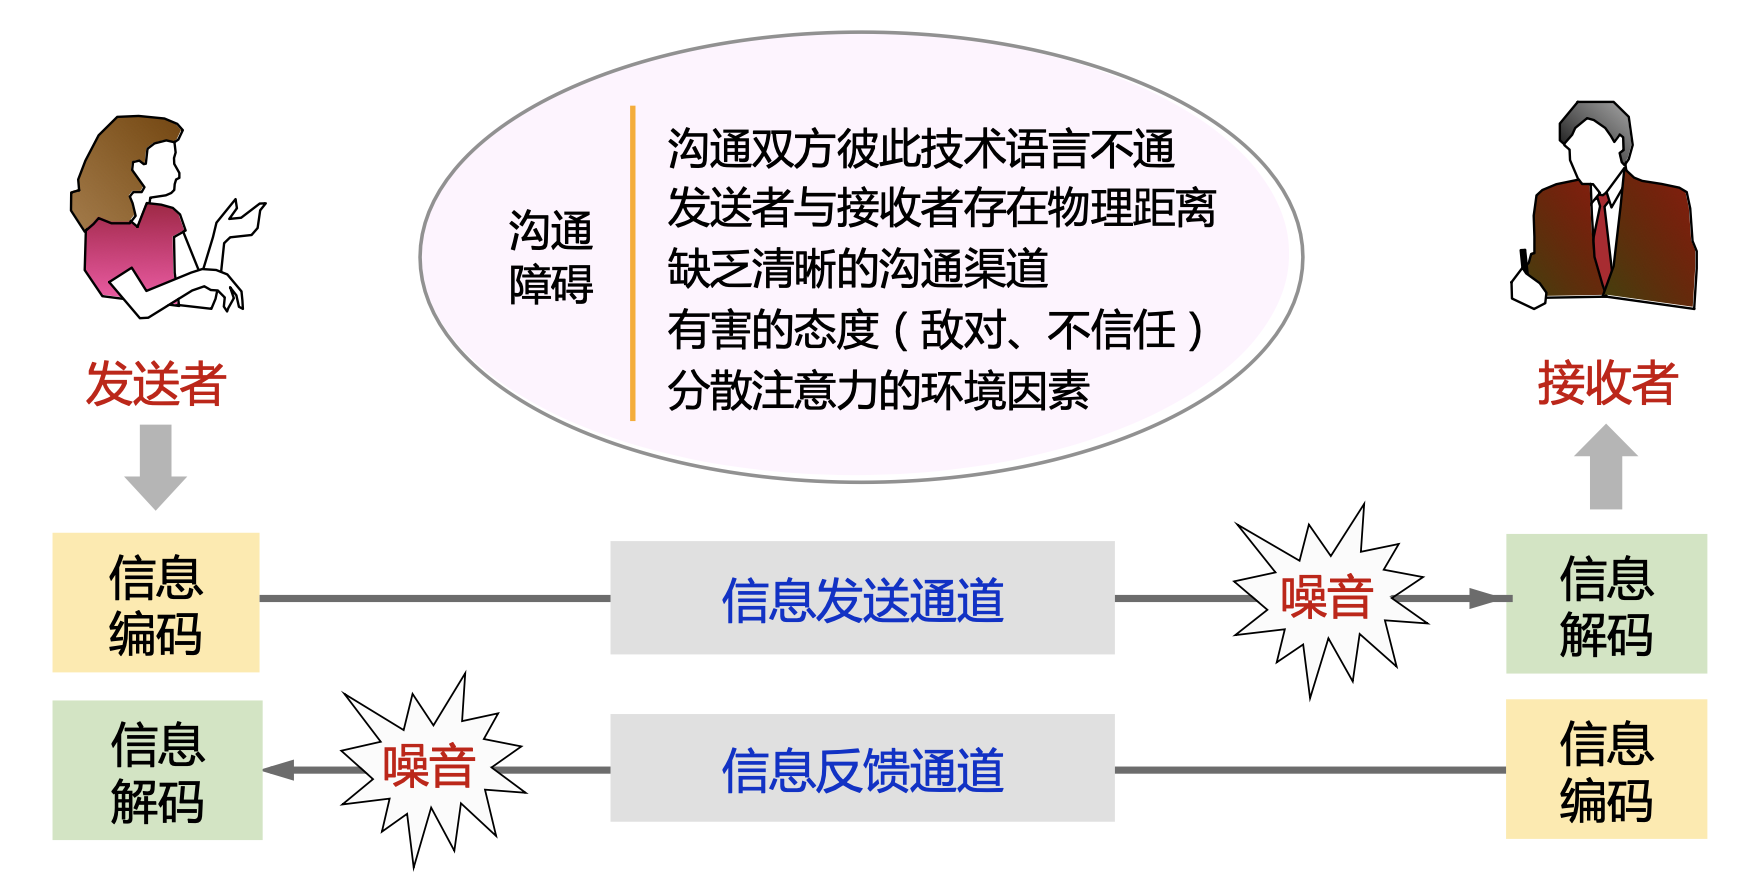 沟通双方彼此技术语言不通
发送者与接收者存在物理距离
沟通
障碍
缺乏清晰的沟通渠道
有害的态度（敌对、不信任）
分散注意力的环境因素
发送者
接收者
信息
编码
信息发送通道
噪音
信息
解码
信息
解码
噪音
信息反馈通道
信息
编码